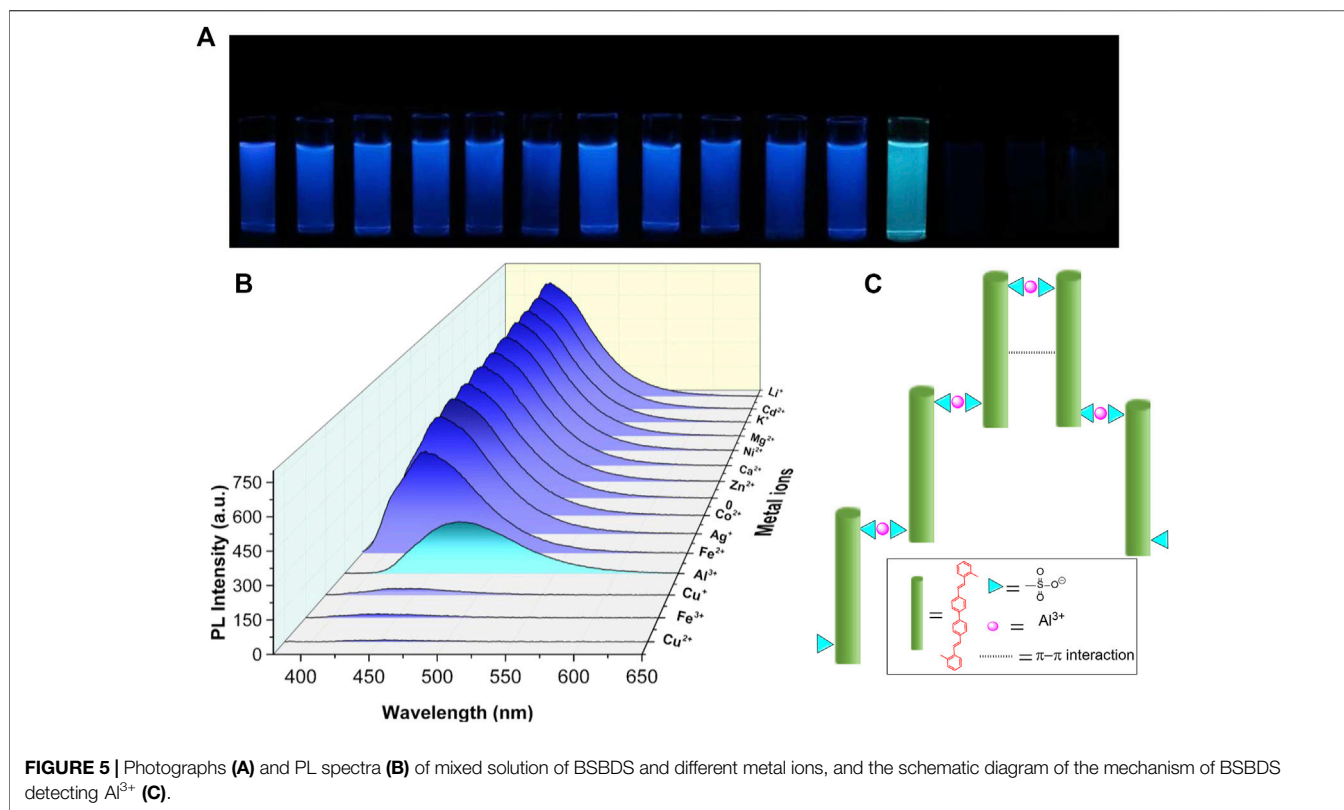 A
B
750
600
450
300
150
0
PL Intensity (a.u.)
400 450 500 550 600 650
Wavelength (nm)
Li⁺
Cd²⁺
K⁺
Mg²⁺
Ni²⁺
Ca²⁺
Zn²⁺
0
Co²⁺
Ag⁺
Fe²⁺
Al³⁺
Cu⁺
Fe³⁺
Cu²⁺
Metal ions
C
=
= O S O O ⊖
= Al³⁺
= π−π interaction
FIGURE 5 | Photographs (A) and PL spectra (B) of mixed solution of BSBDS and different metal ions, and the schematic diagram of the mechanism of BSBDS
detecting Al³⁺ (C).